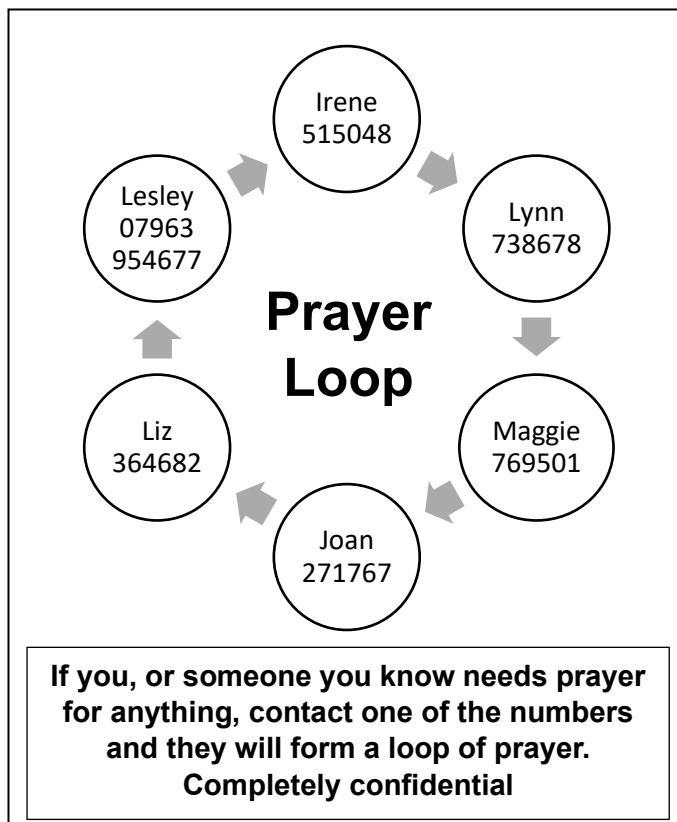 Irene
515048
Lynn
738678
Maggie
769501
Joan
271767
Liz
364682
Lesley
07963
954677
Prayer
Loop
If you, or someone you know needs prayer
for anything, contact one of the numbers
and they will form a loop of prayer.
Completely confidential